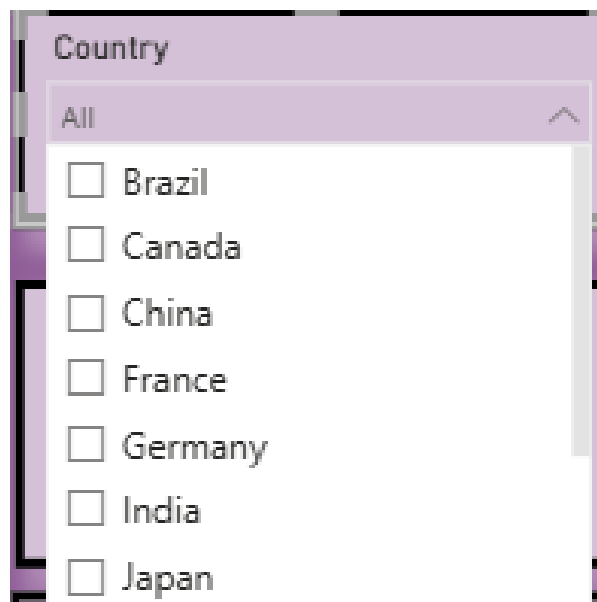 Country
All
Brazil
Canada
China
France
Germany
India
Japan